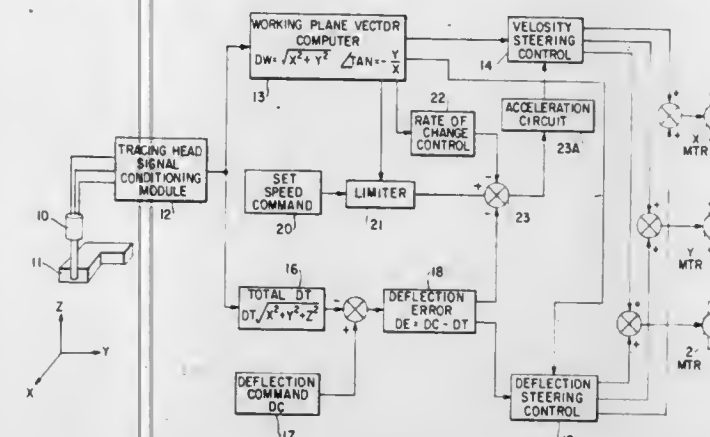 WORKING PLANE VECTOR
COMPUTER
DW= √X²+Y² ∠TAN=-Y/X
13
VELOSITY
STEERING
CONTROL
14
22
RATE OF
CHANGE
CONTROL
ACCELERATION
CIRCUIT
23A
TRACING HEAD
SIGNAL
CONDITIONING
MODULE
12
10
11
SET
SPEED
COMMAND
20
LIMITER
21
+
-
-
23
+
+
X
MTR
+
+
Y
MTR
+
+
Z
MTR
16
TOTAL DT
DT√X²+Y²+Z²
-
+
18
DEFLECTION
ERROR
DE = DC - DT
DEFLECTION
COMMAND
DC
17
DEFLECTION
STEERING
CONTROL
Z
Y
X